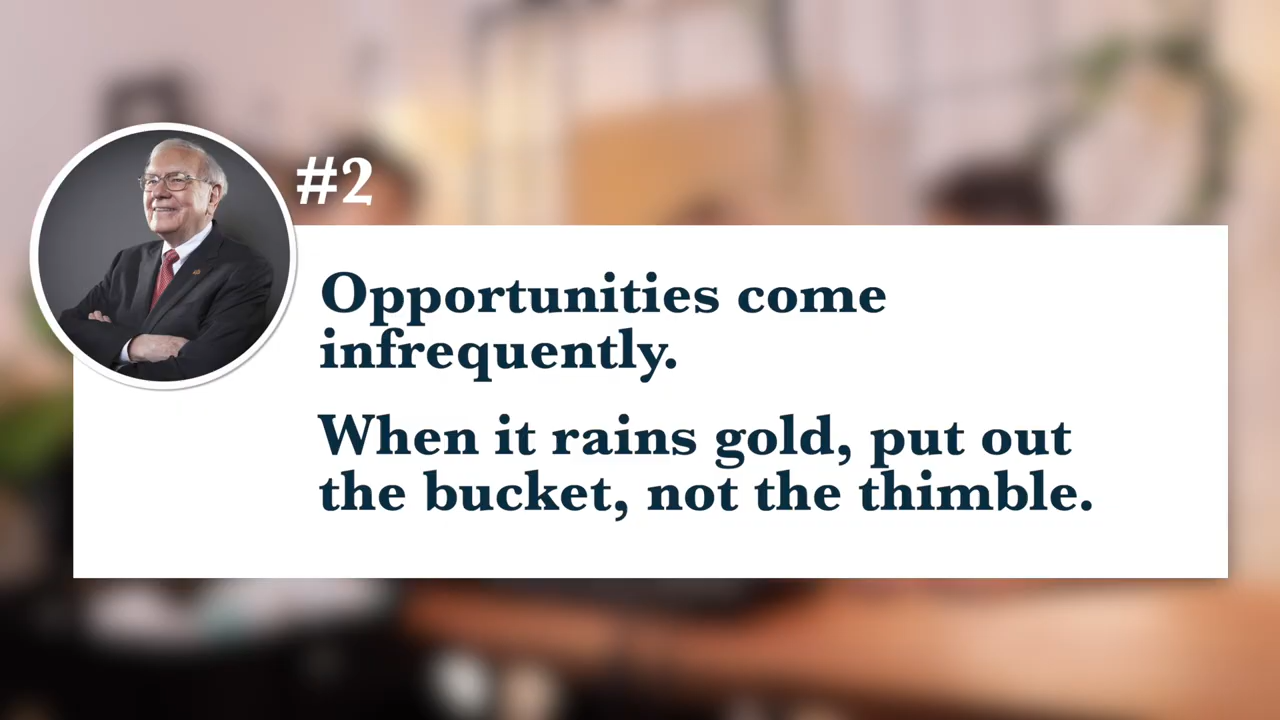 #2
Opportunities come
infrequently.
When it rains gold, put out
the bucket, not the thimble.